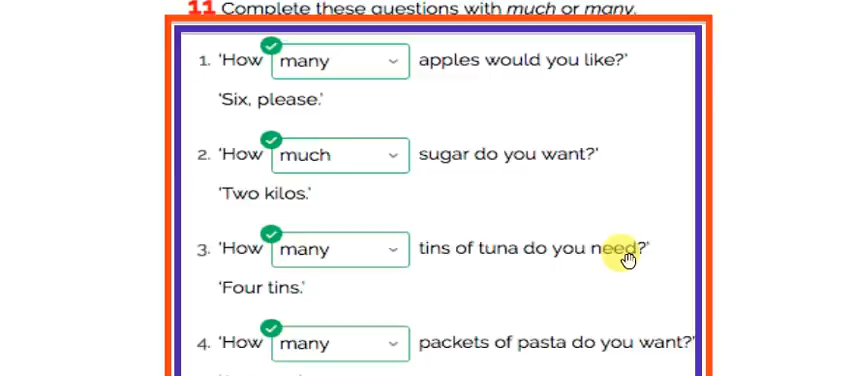 11 Complete these questions with much or many.
1. 'How many apples would you like?'
'Six, please.'
2. 'How much sugar do you want?'
'Two kilos.'
3. 'How many tins of tuna do you need?'
'Four tins.'
4. 'How many packets of pasta do you want?'